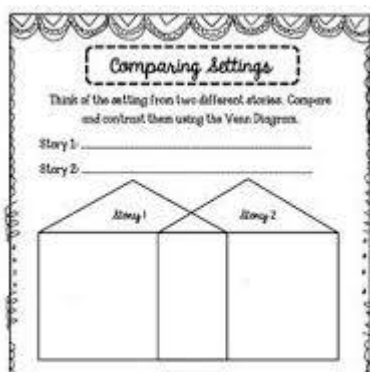 Comparing Settings
Think of the setting from two different stories. Compare
and contrast them using the Venn Diagram.
Story 1:
Story 2:
Story 1 Story 2